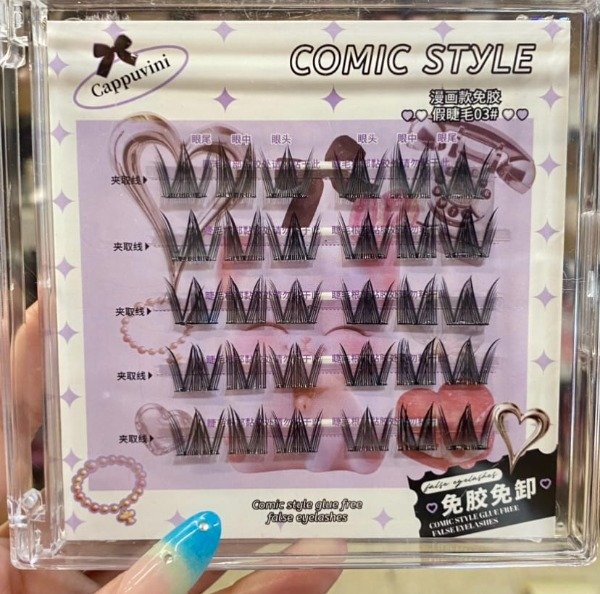 Cappuvini
COMIC STYLE
漫画款免胶
假睫毛03#
眼尾 眼中 眼头 眼头 眼中 眼尾
夹取线
夹取线
夹取线
夹取线
夹取线
Comic style glue free
false eyelashes
false eyelashes
免胶免卸
COMIC STYLE GLUE FREE
FALSE EYELASHES